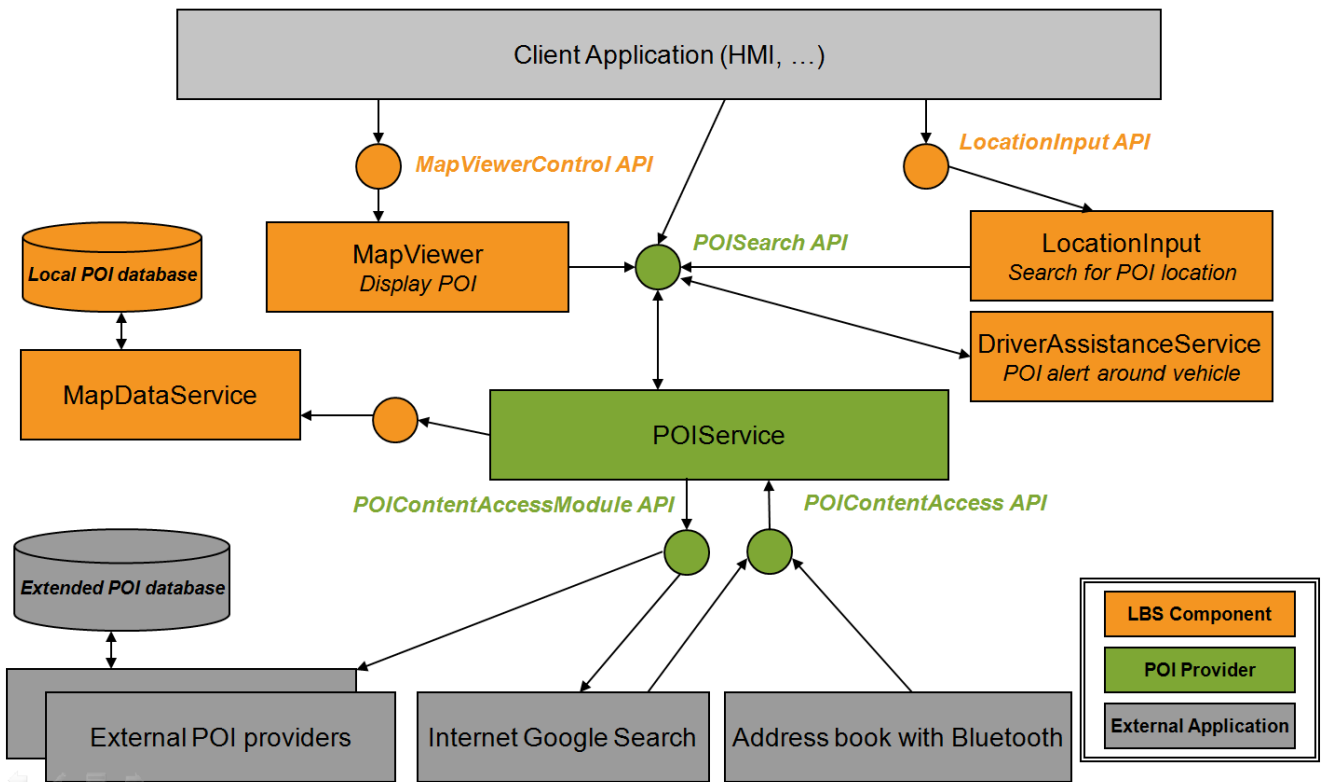 Client Application (HMI, …)
MapViewerControl API
LocationInput API
MapViewer
Display POI
POISearch API
LocationInput
Search for POI location
Local POI database
DriverAssistanceService
POI alert around vehicle
MapDataService
POIService
POIContentAccessModule API
POIContentAccess API
Extended POI database
LBS Component
POI Provider
External Application
External POI providers
Internet Google Search
Address book with Bluetooth